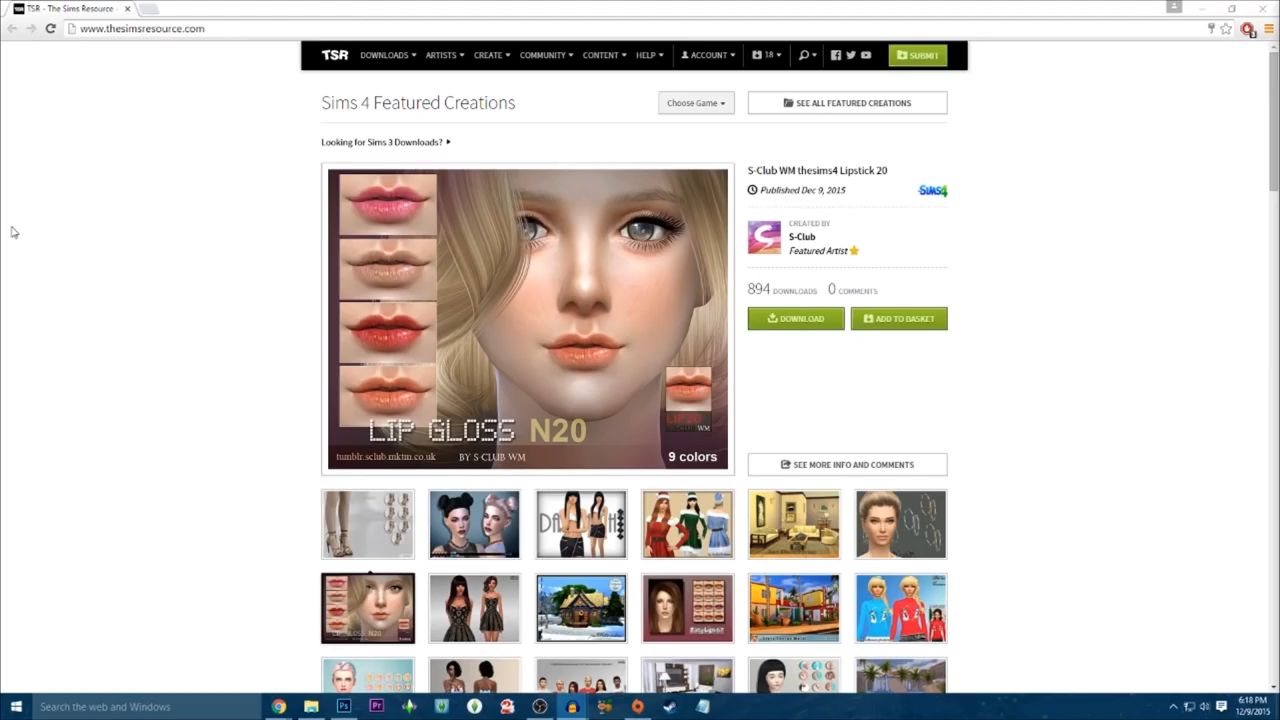 TSR - The Sims Resource -
www.thesimsresource.com
TSR DOWNLOADS ARTISTS CREATE COMMUNITY CONTENT HELP ACCOUNT 18 SUBMIT
Sims 4 Featured Creations
Choose Game
SEE ALL FEATURED CREATIONS
Looking for Sims 3 Downloads?
S-Club WM thesims4 Lipstick 20
Published Dec 9, 2015
SIMS4
CREATED BY
S-Club
Featured Artist
894 DOWNLOADS 0 COMMENTS
DOWNLOAD
ADD TO BASKET
LIP GLOSS N20
tumblr.sclub.mktm.co.uk BY S-CLUB WM
9 colors
SEE MORE INFO AND COMMENTS
Search the web and Windows
6:18 PM
12/9/2015